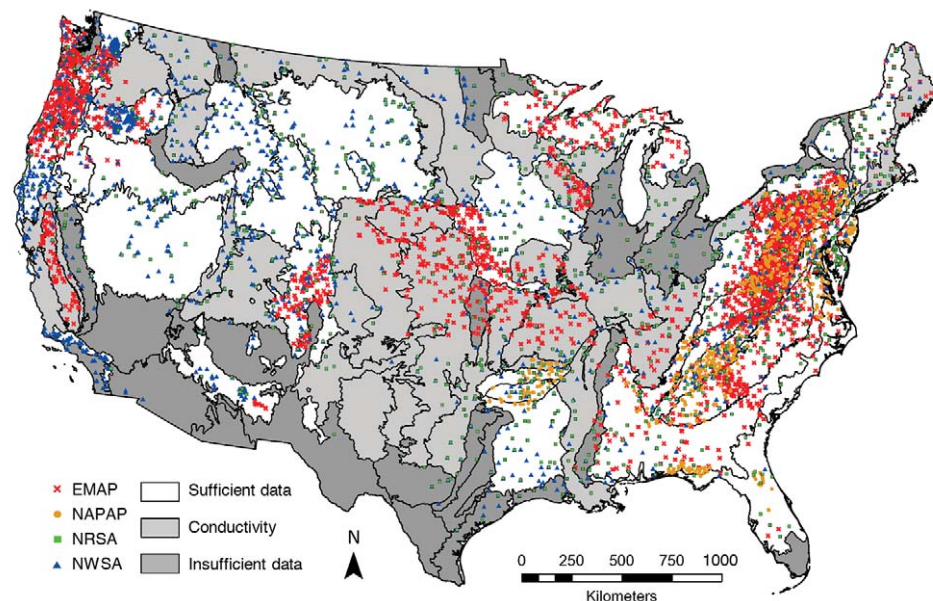 EMAP
NAPAP
NRSA
NWSA
Sufficient data
Conductivity
Insufficient data
N
0 250 500 750 1000
Kilometers